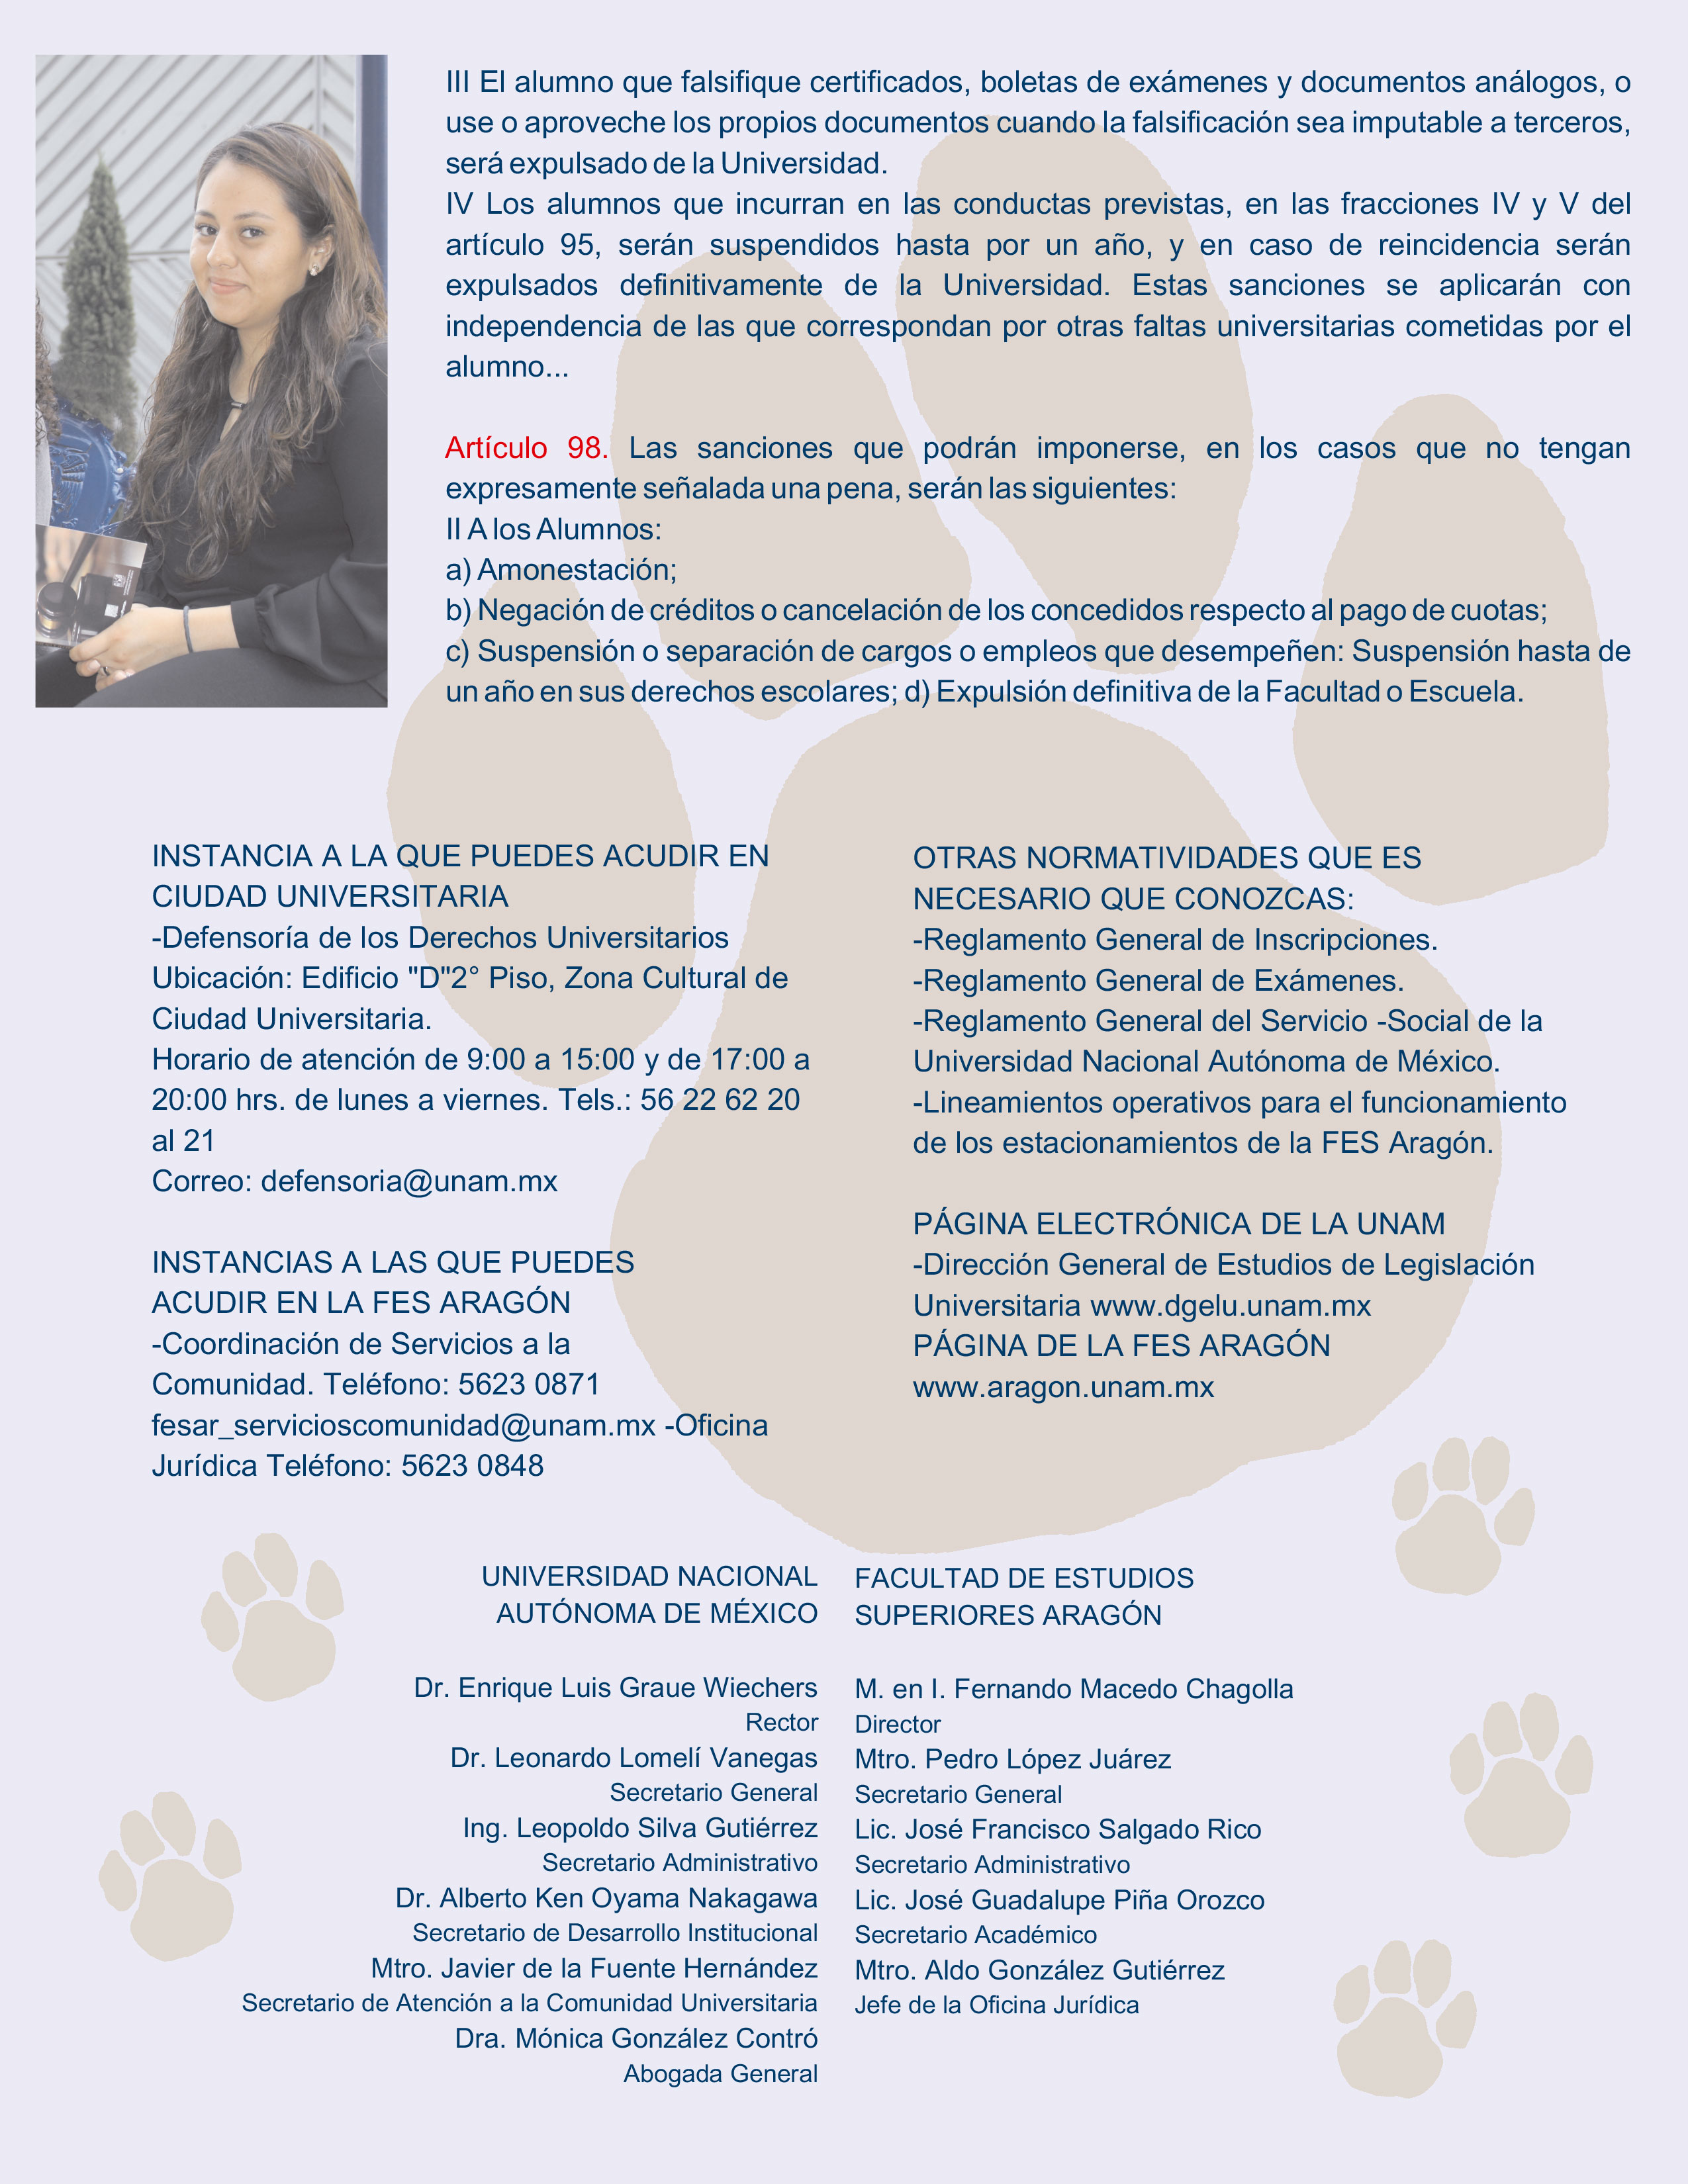 III El alumno que falsifique certificados, boletas de exámenes y documentos análogos, o
use o aproveche los propios documentos cuando la falsificación sea imputable a terceros,
será expulsado de la Universidad.
IV Los alumnos que incurran en las conductas previstas, en las fracciones IV y V del
artículo 95, serán suspendidos hasta por un año, y en caso de reincidencia serán
expulsados definitivamente de la Universidad. Estas sanciones se aplicarán con
independencia de las que correspondan por otras faltas universitarias cometidas por el
alumno...
Artículo 98. Las sanciones que podrán imponerse, en los casos que no tengan
expresamente señalada una pena, serán las siguientes:
II A los Alumnos:
a) Amonestación;
b) Negación de créditos o cancelación de los concedidos respecto al pago de cuotas;
c) Suspensión o separación de cargos o empleos que desempeñen: Suspensión hasta de
un año en sus derechos escolares; d) Expulsión definitiva de la Facultad o Escuela.
INSTANCIA A LA QUE PUEDES ACUDIR EN
CIUDAD UNIVERSITARIA
-Defensoría de los Derechos Universitarios
Ubicación: Edificio "D"2° Piso, Zona Cultural de
Ciudad Universitaria.
Horario de atención de 9:00 a 15:00 y de 17:00 a
20:00 hrs. de lunes a viernes. Tels.: 56 22 62 20
al 21
Correo: defensoria@unam.mx
INSTANCIAS A LAS QUE PUEDES
ACUDIR EN LA FES ARAGÓN
-Coordinación de Servicios a la
Comunidad. Teléfono: 5623 0871
fesar_servicioscomunidad@unam.mx -Oficina
Jurídica Teléfono: 5623 0848
OTRAS NORMATIVIDADES QUE ES
NECESARIO QUE CONOZCAS:
-Reglamento General de Inscripciones.
-Reglamento General de Exámenes.
-Reglamento General del Servicio -Social de la
Universidad Nacional Autónoma de México.
-Lineamientos operativos para el funcionamiento
de los estacionamientos de la FES Aragón.
PÁGINA ELECTRÓNICA DE LA UNAM
-Dirección General de Estudios de Legislación
Universitaria www.dgelu.unam.mx
PÁGINA DE LA FES ARAGÓN
www.aragon.unam.mx
UNIVERSIDAD NACIONAL
AUTÓNOMA DE MÉXICO
Dr. Enrique Luis Graue Wiechers
Rector
Dr. Leonardo Lomelí Vanegas
Secretario General
Ing. Leopoldo Silva Gutiérrez
Secretario Administrativo
Dr. Alberto Ken Oyama Nakagawa
Secretario de Desarrollo Institucional
Mtro. Javier de la Fuente Hernández
Secretario de Atención a la Comunidad Universitaria
Dra. Mónica González Contró
Abogada General
FACULTAD DE ESTUDIOS
SUPERIORES ARAGÓN
M. en I. Fernando Macedo Chagolla
Director
Mtro. Pedro López Juárez
Secretario General
Lic. José Francisco Salgado Rico
Secretario Administrativo
Lic. José Guadalupe Piña Orozco
Secretario Académico
Mtro. Aldo González Gutiérrez
Jefe de la Oficina Jurídica